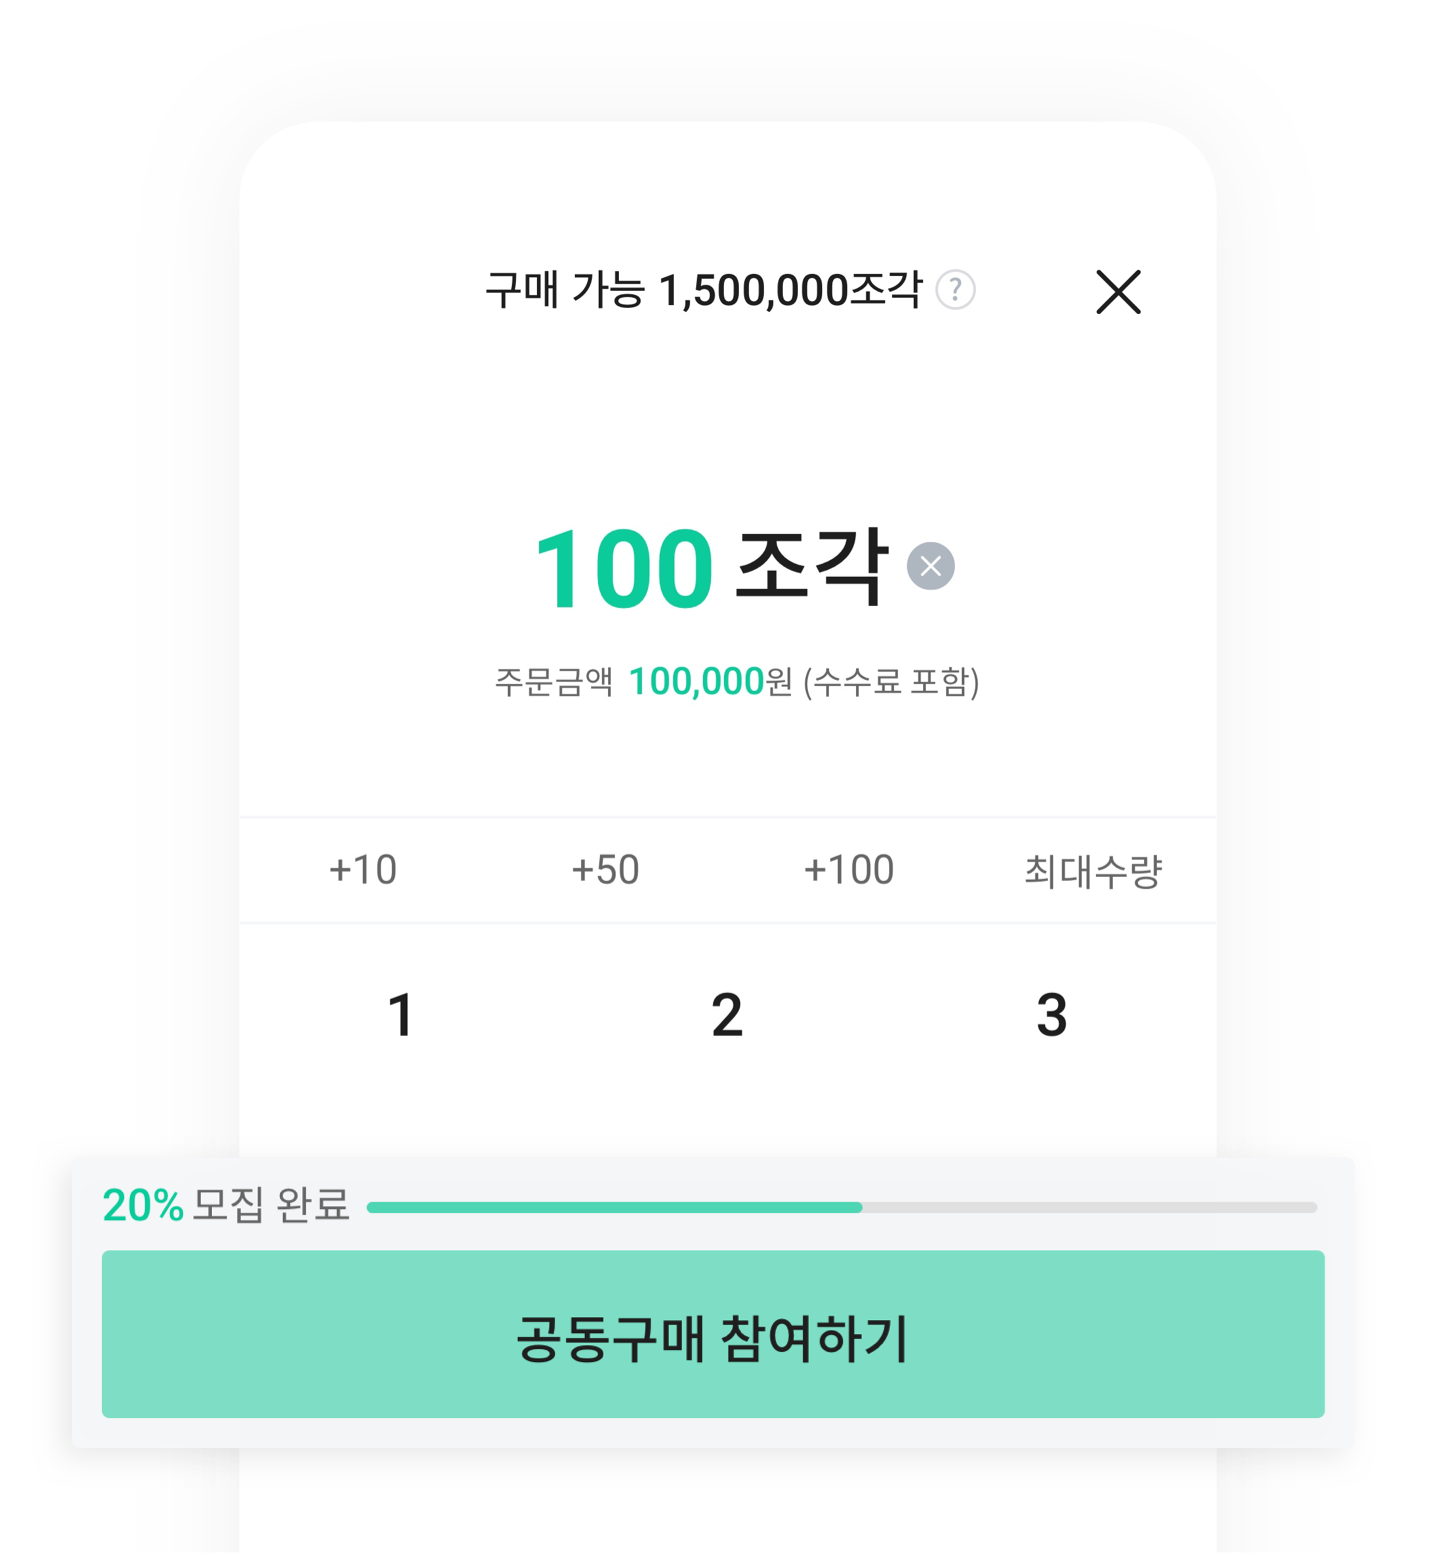 구매 가능 1,500,000조각 ?
100 조각
주문금액 100,000원 (수수료 포함)
+10 +50 +100 최대수량
1 2 3
20% 모집 완료
공동구매 참여하기